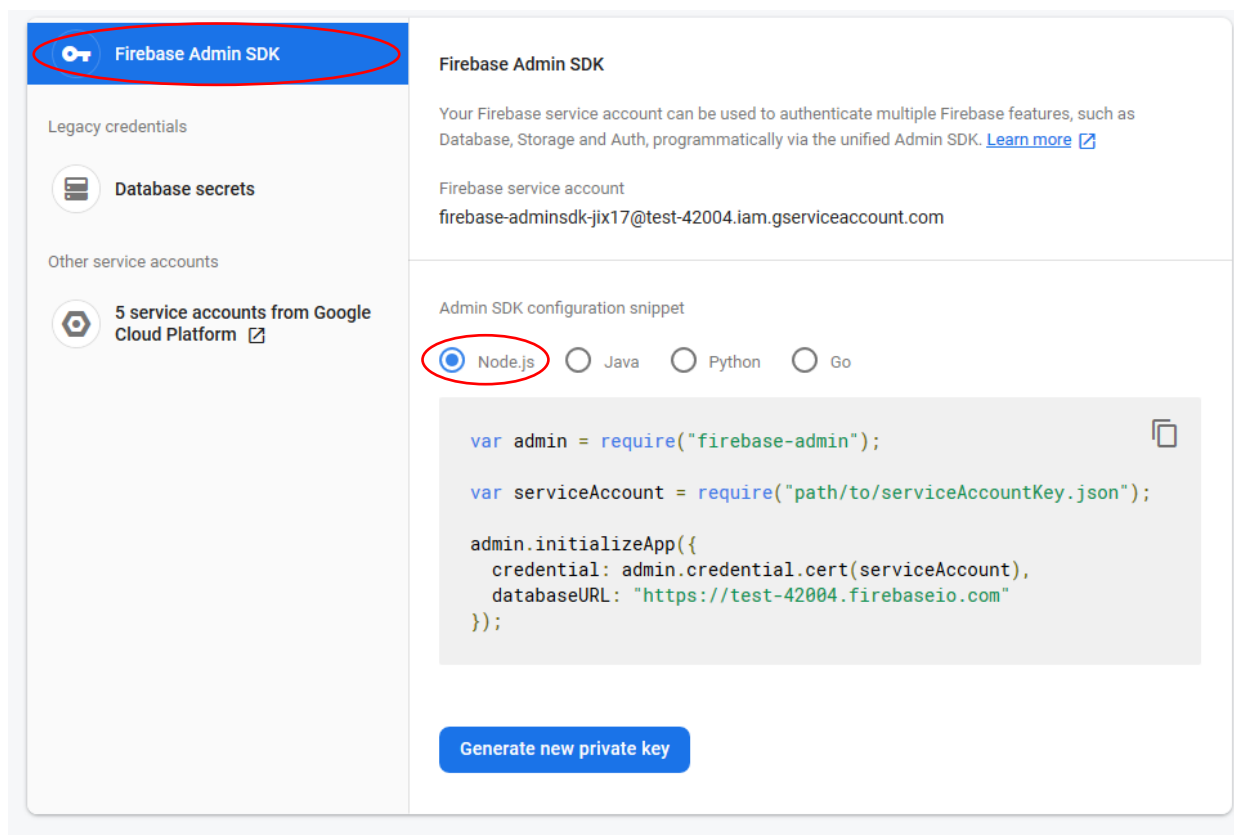 Firebase Admin SDK
Legacy credentials
Database secrets
Other service accounts
5 service accounts from Google
Cloud Platform
Firebase Admin SDK
Your Firebase service account can be used to authenticate multiple Firebase features, such as
Database, Storage and Auth, programmatically via the unified Admin SDK. Learn more
Firebase service account
firebase-adminsdk-jix17@test-42004.iam.gserviceaccount.com
Admin SDK configuration snippet
Node.js Java Python Go
var admin = require("firebase-admin");
var serviceAccount = require("path/to/serviceAccountKey.json");
admin.initializeApp({
  credential: admin.credential.cert(serviceAccount),
  databaseURL: "https://test-42004.firebaseio.com"
});
Generate new private key